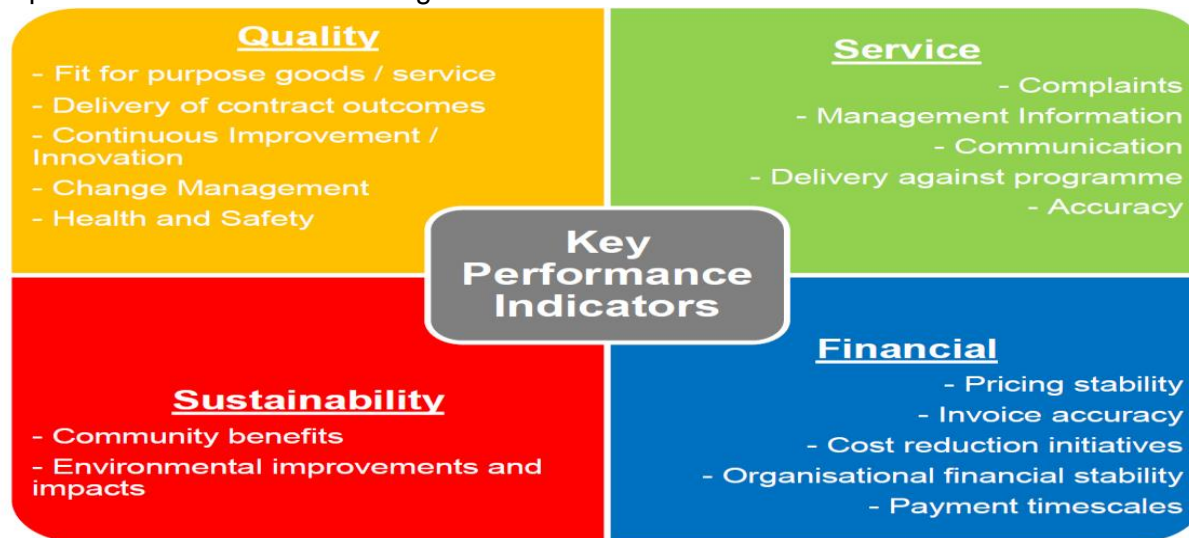 Quality
- Fit for purpose goods / service
- Delivery of contract outcomes
- Continuous Improvement /
Innovation
- Change Management
- Health and Safety
Service
- Complaints
- Management Information
- Communication
- Delivery against programme
- Accuracy
Key
Performance
Indicators
Sustainability
- Community benefits
- Environmental improvements and
impacts
Financial
- Pricing stability
- Invoice accuracy
- Cost reduction initiatives
- Organisational financial stability
- Payment timescales